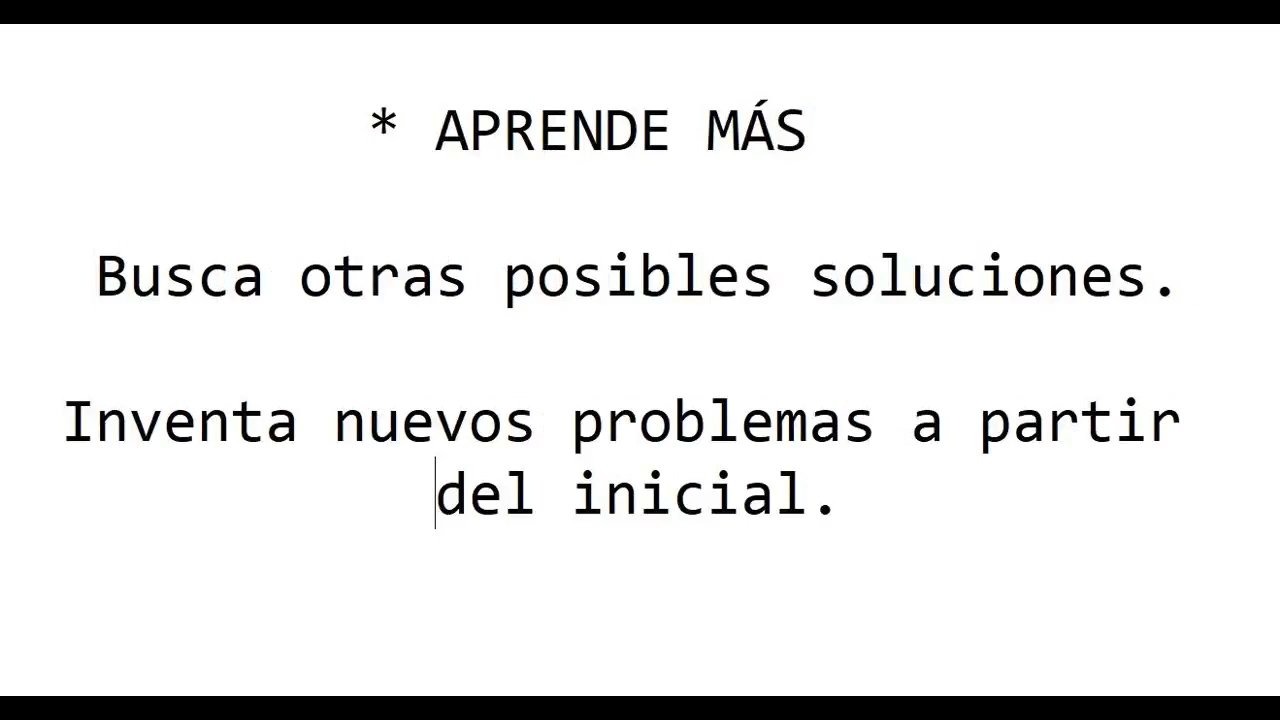 * APRENDE MÁS
Busca otras posibles soluciones.
Inventa nuevos problemas a partir
del inicial.